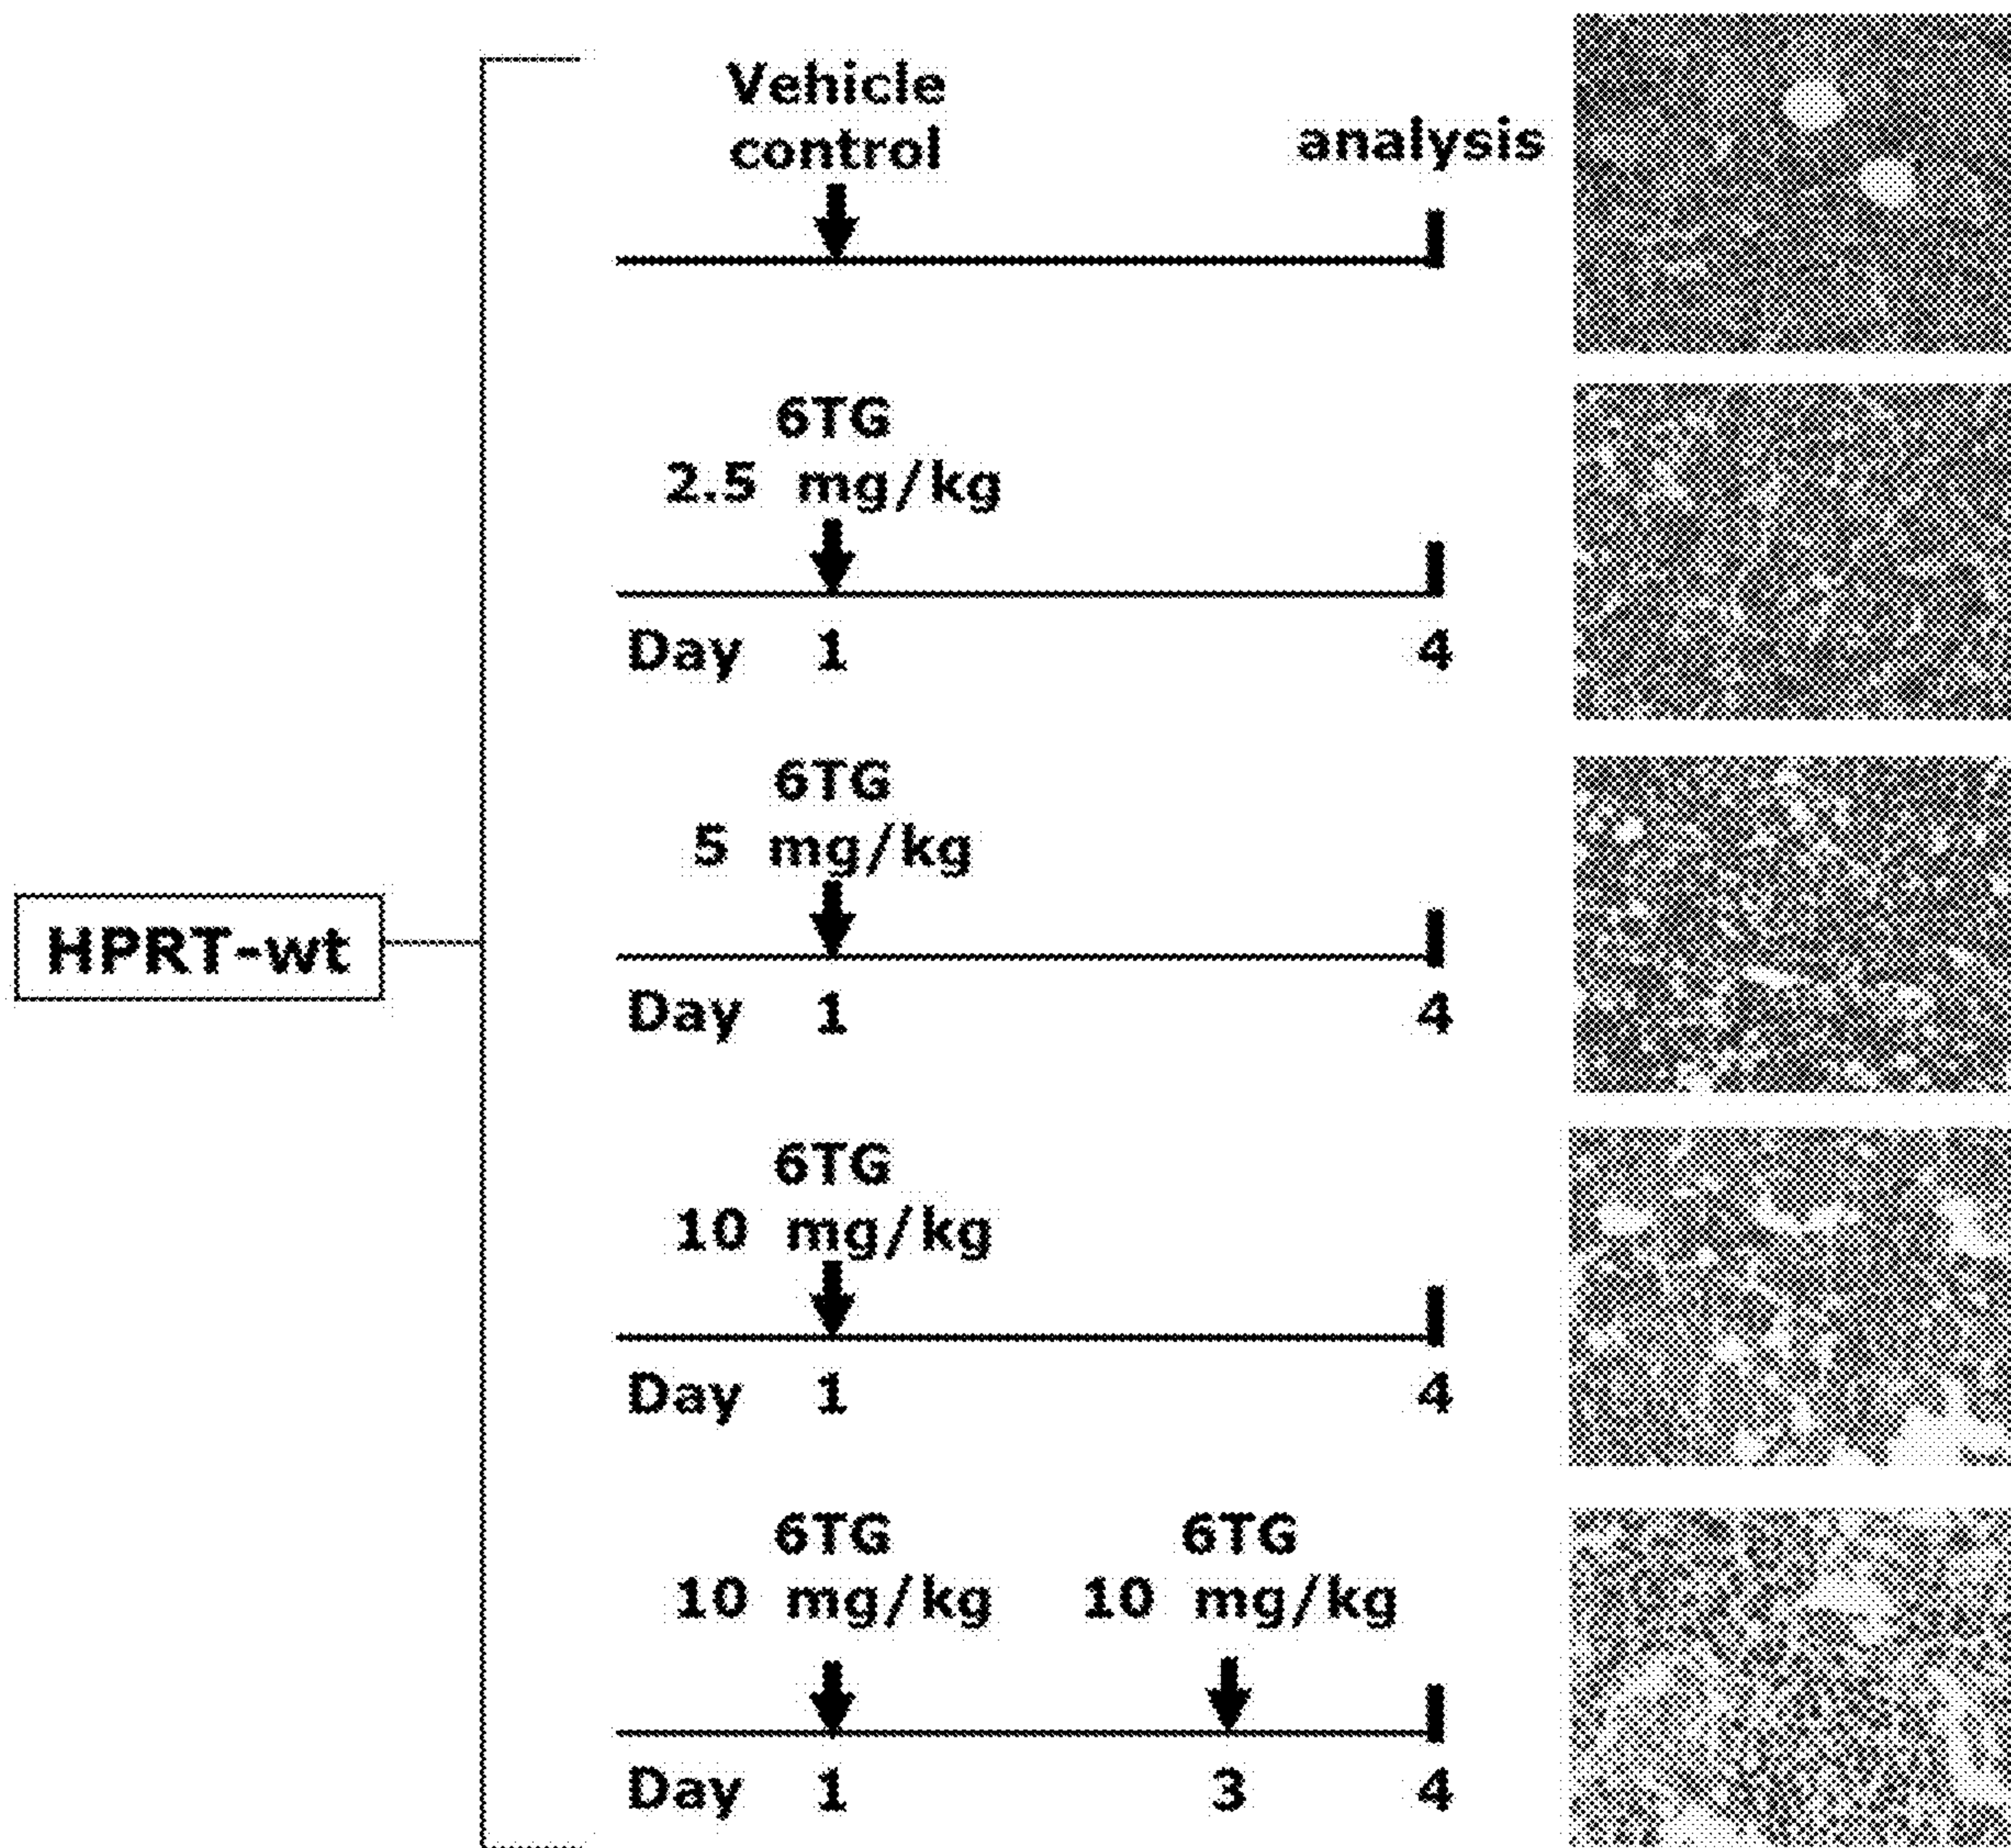 Vehicle
control
analysis
6TG
2.5 mg/kg
Day 1 4
6TG
5 mg/kg
HPRT-wt
Day 1 4
6TG
10 mg/kg
Day 1 4
6TG 6TG
10 mg/kg 10 mg/kg
Day 1 3 4